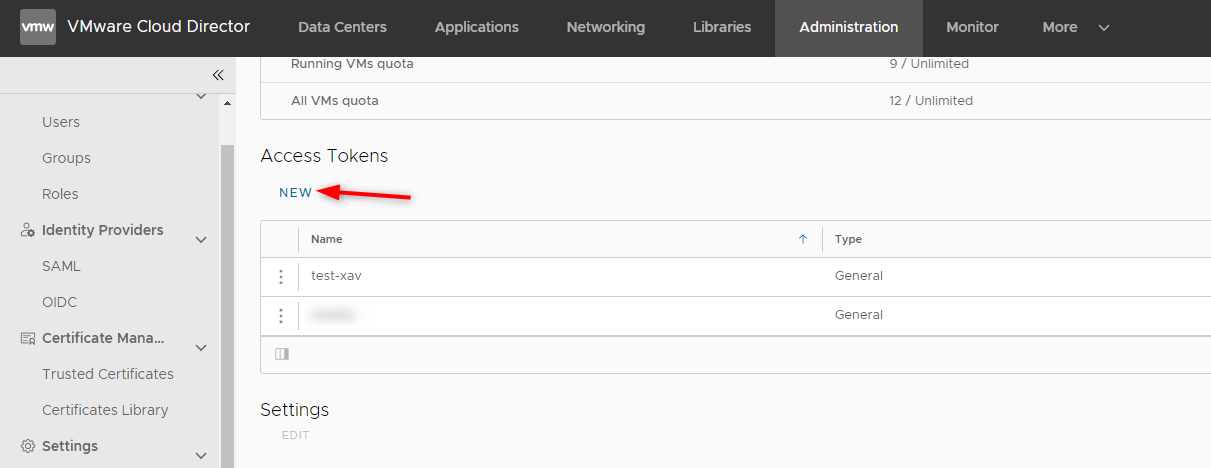 vmw VMware Cloud Director Data Centers Applications Networking Libraries Administration Monitor More
Running VMs quota 9 / Unlimited
All VMs quota 12 / Unlimited
Users
Groups
Roles
Identity Providers
SAML
OIDC
Certificate Mana...
Trusted Certificates
Certificates Library
Settings
Access Tokens
NEW
Name Type
test-xav General
General
Settings
EDIT